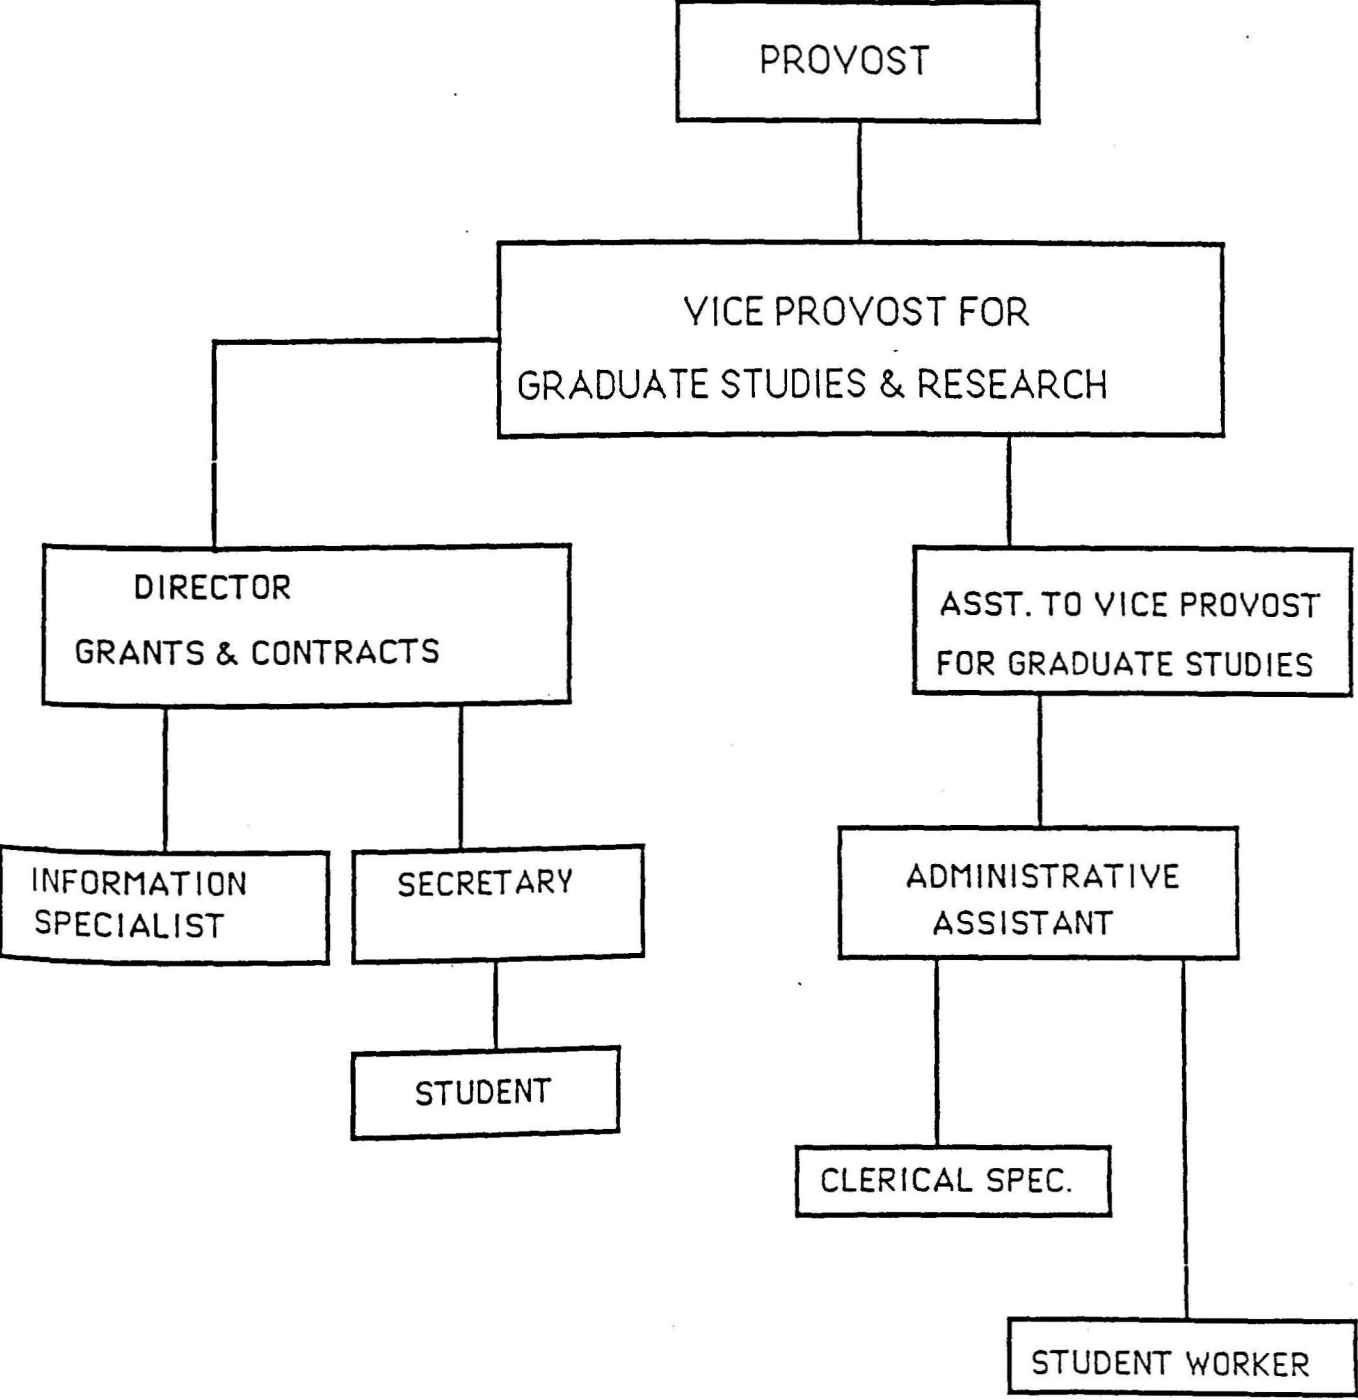 PROVOST
VICE PROVOST FOR
GRADUATE STUDIES & RESEARCH
DIRECTOR
GRANTS & CONTRACTS
ASST. TO VICE PROVOST
FOR GRADUATE STUDIES
INFORMATION
SPECIALIST
SECRETARY
ADMINISTRATIVE
ASSISTANT
STUDENT
CLERICAL SPEC.
STUDENT WORKER